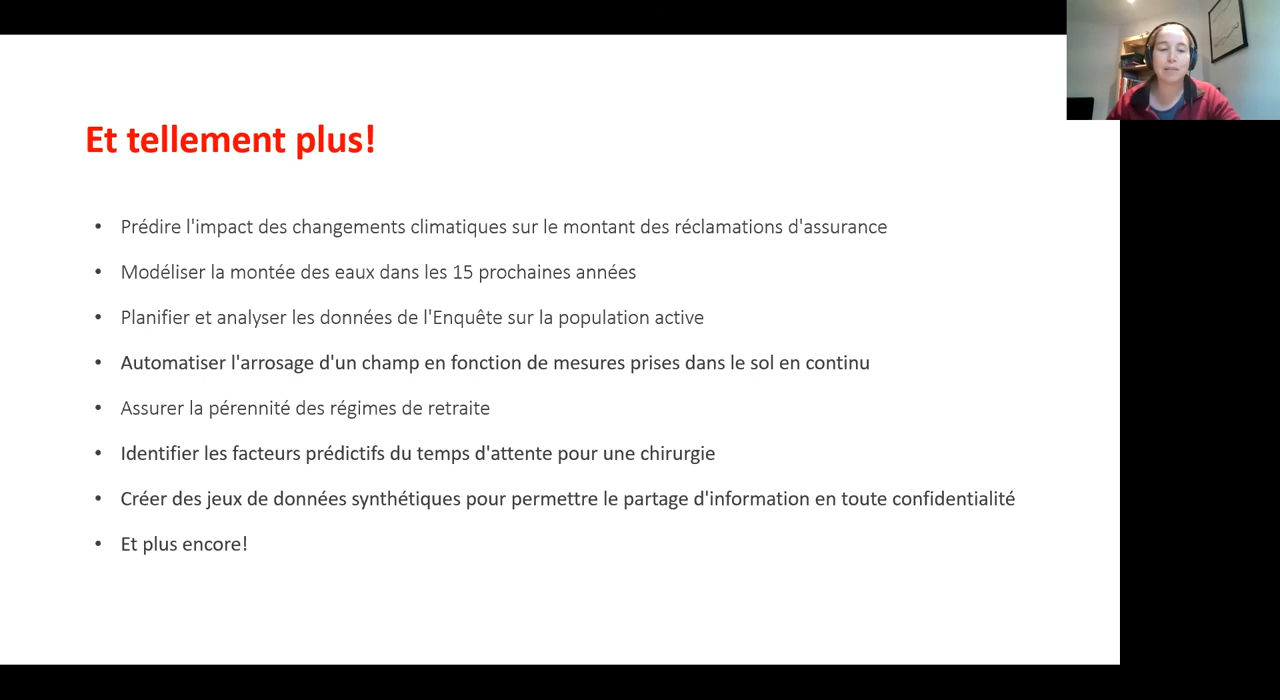 Et tellement plus!
• Prédire l'impact des changements climatiques sur le montant des réclamations d'assurance
• Modéliser la montée des eaux dans les 15 prochaines années
• Planifier et analyser les données de l'Enquête sur la population active
• Automatiser l'arrosage d'un champ en fonction de mesures prises dans le sol en continu
• Assurer la pérennité des régimes de retraite
• Identifier les facteurs prédictifs du temps d'attente pour une chirurgie
• Créer des jeux de données synthétiques pour permettre le partage d'information en toute confidentialité
• Et plus encore!